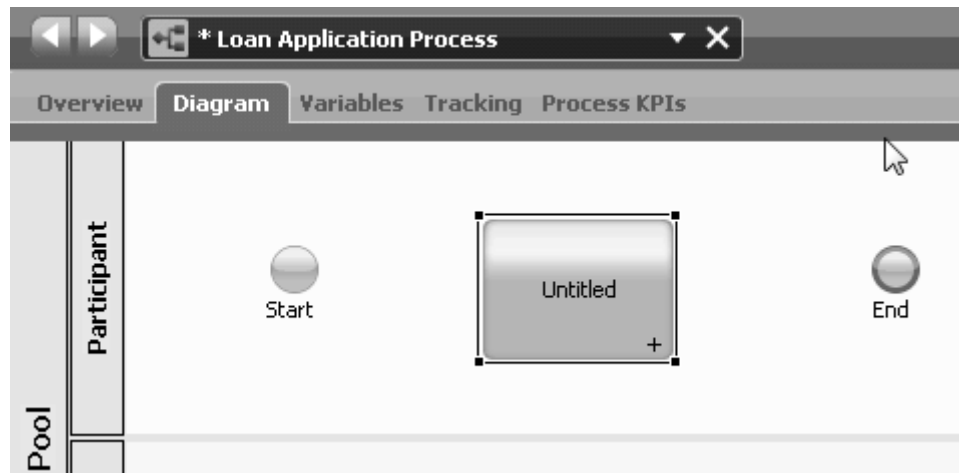 * Loan Application Process
Overview Diagram Variables Tracking Process KPIs
Participant
Start
Untitled
+
End
Pool